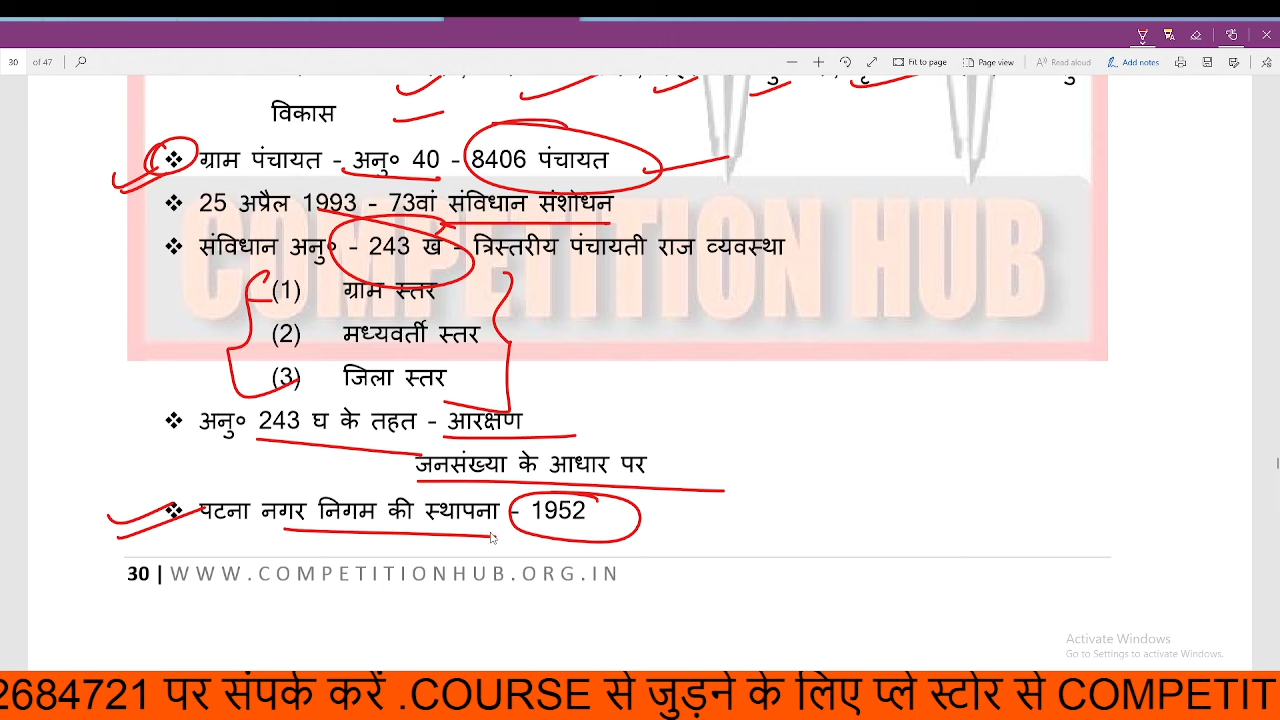 30 of 47 Fit to page Page view Read aloud Add notes
विकास
❖ ग्राम पंचायत - अनु० 40 - 8406 पंचायत
❖ 25 अप्रैल 1993 - 73वां संविधान संशोधन
❖ संविधान अनु० - 243 ख - त्रिस्तरीय पंचायती राज व्यवस्था
(1) ग्राम स्तर
(2) मध्यवर्ती स्तर
(3) जिला स्तर
❖ अनु० 243 घ के तहत - आरक्षण
जनसंख्या के आधार पर
❖ पटना नगर निगम की स्थापना - 1952
COMPETITION HUB
30 | WWW.COMPETITIONHUB.ORG.IN
Activate Windows
Go to Settings to activate Windows.
2684721 पर संपर्क करें .COURSE से जुड़ने के लिए प्ले स्टोर से COMPETIT